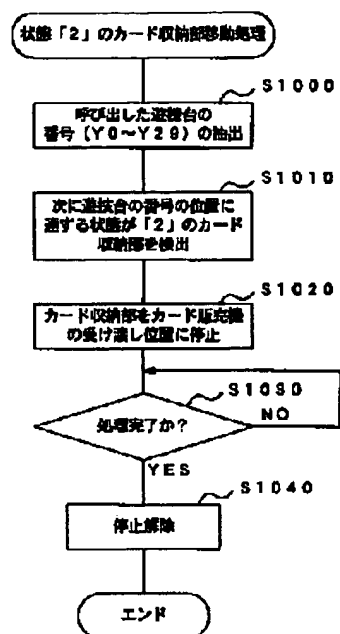 状態「2」のカード収納部移動処理
S1000
呼び出した遊技台の
番号(Y0〜Y29)の抽出
S1010
次に遊技台の番号の位置に
達する状態が「2」のカード
収納部を検出
S1020
カード収納部をカード販売機
の受け渡し位置に停止
S1030
処理完了か?
NO
YES
S1040
停止解除
エンド